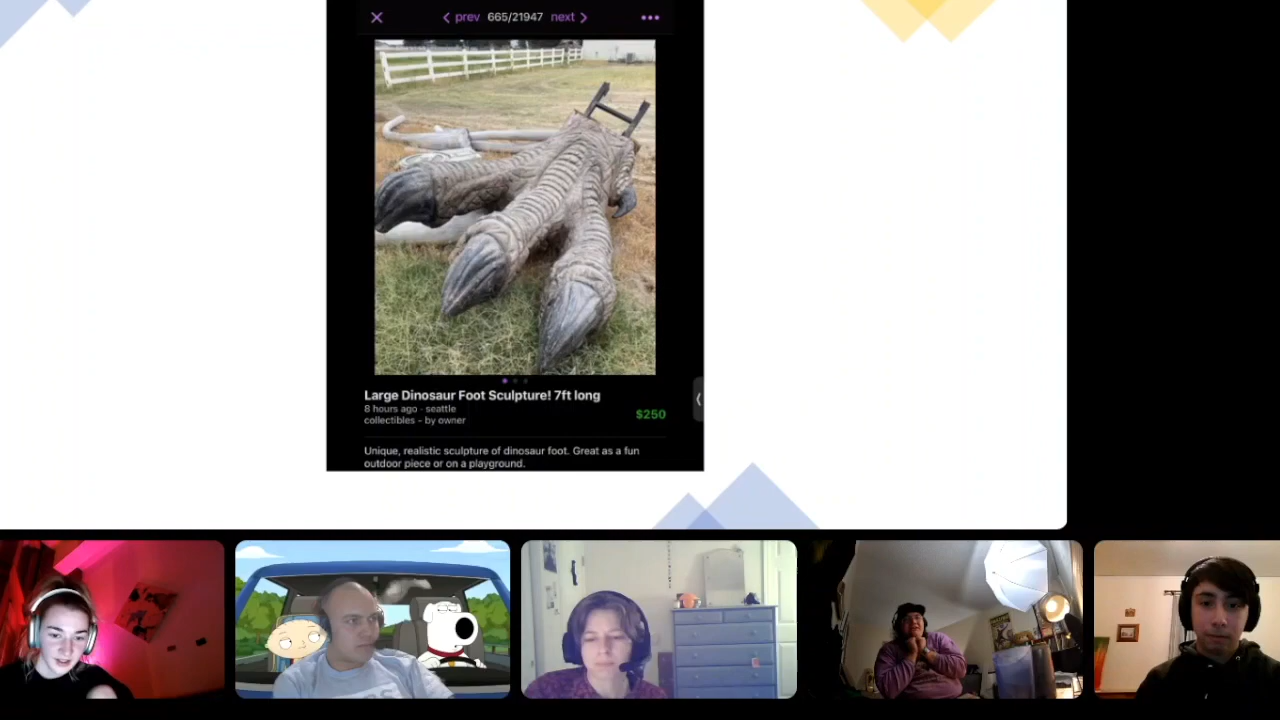 prev 665/21947 next
Large Dinosaur Foot Sculpture! 7ft long
8 hours ago - seattle
$250
collectibles - by owner
Unique, realistic sculpture of dinosaur foot. Great as a fun
outdoor piece or on a playground.